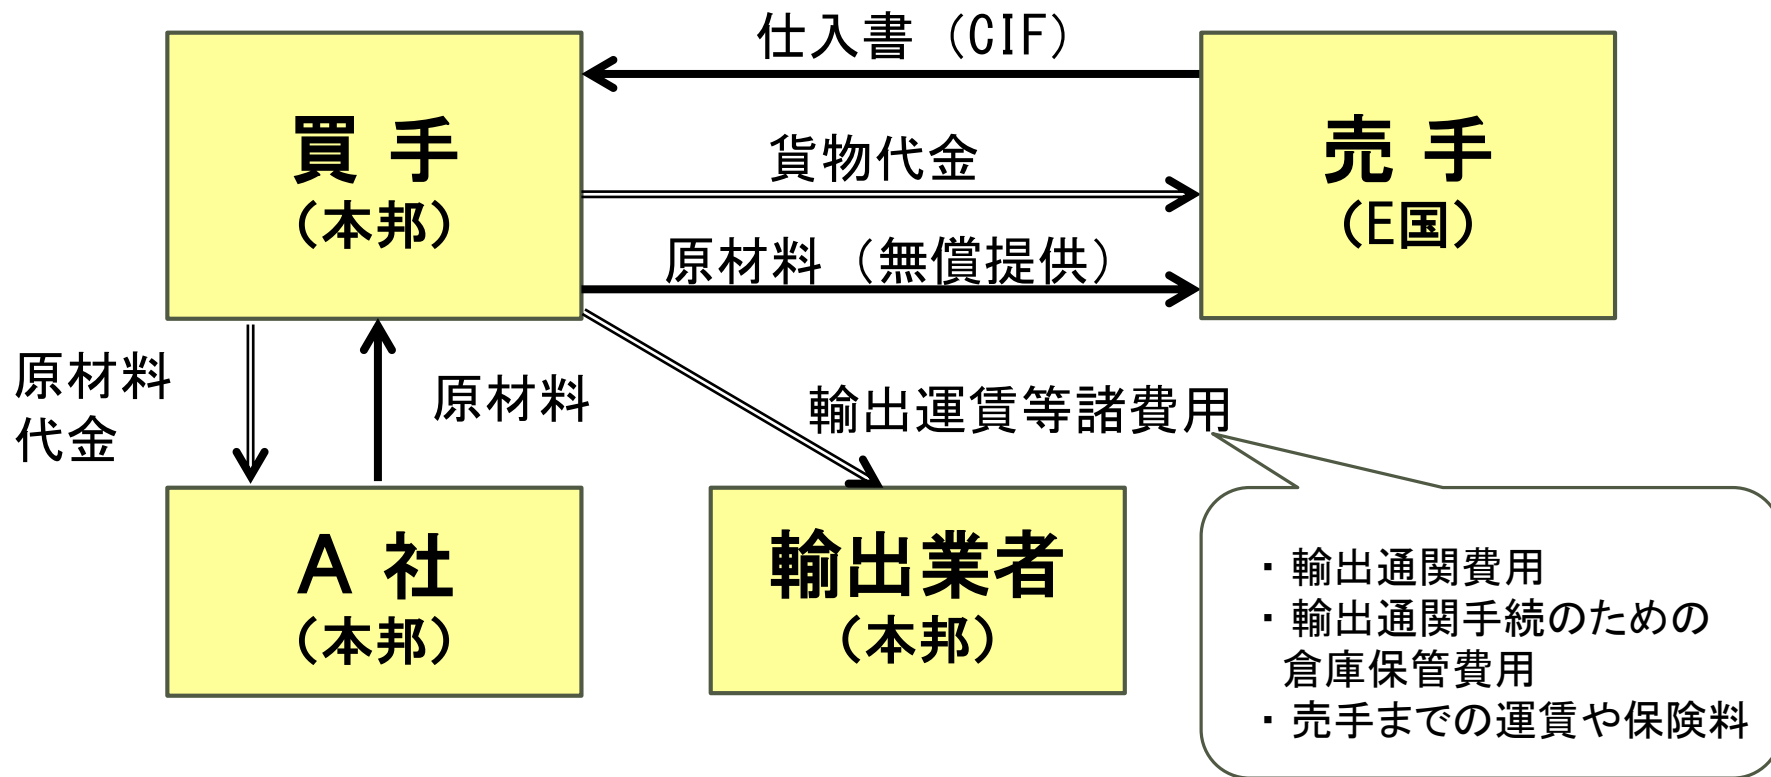 仕入書（CIF）
買 手
（本邦）
売 手
（E国）
貨物代金
原材料（無償提供）
原材料
代金
原材料
輸出運賃等諸費用
A 社
（本邦）
輸出業者
（本邦）
・輸出通関費用
・輸出通関手続のための
倉庫保管費用
・売手までの運賃や保険料